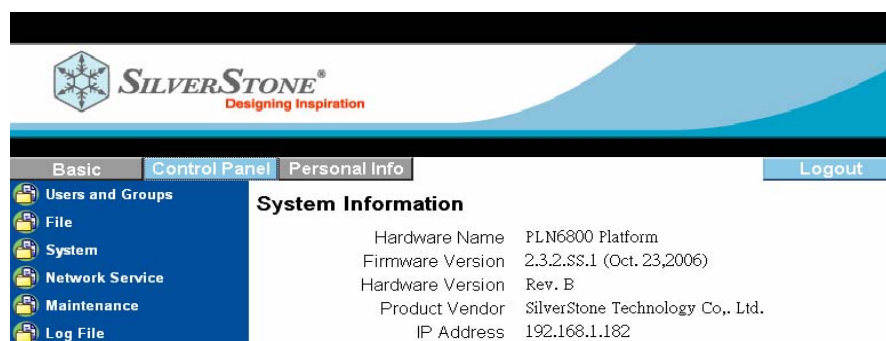 SILVERSTONE®
Designing Inspiration
Basic Control Panel Personal Info Logout
Users and Groups
File
System
Network Service
Maintenance
Log File
System Information
Hardware Name PLN6800 Platform
Firmware Version 2.3.2.SS.1 (Oct. 23,2006)
Hardware Version Rev. B
Product Vendor SilverStone Technology Co,. Ltd.
IP Address 192.168.1.182